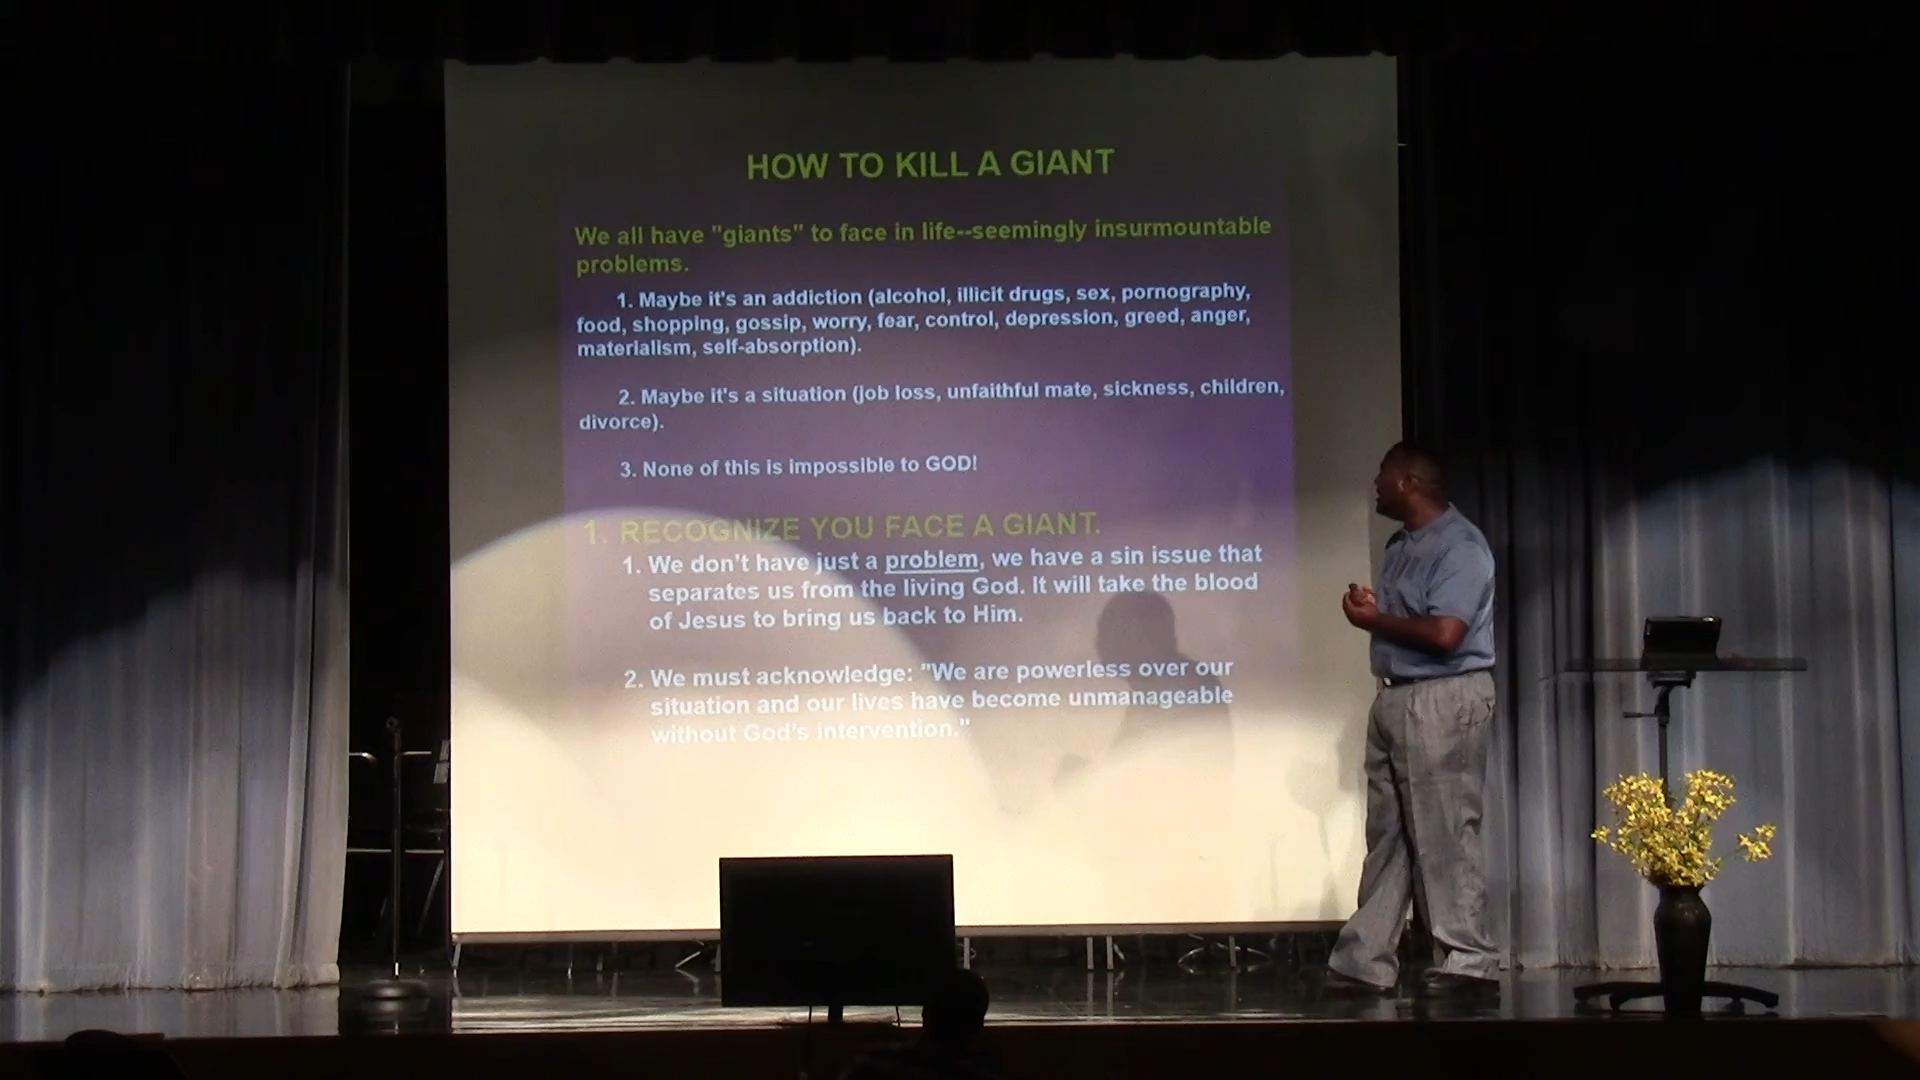 HOW TO KILL A GIANT
We all have "giants" to face in life--seemingly insurmountable
problems.
1. Maybe it's an addiction (alcohol, illicit drugs, sex, pornography,
food, shopping, gossip, worry, fear, control, depression, greed, anger,
materialism, self-absorption).
2. Maybe it's a situation (job loss, unfaithful mate, sickness, children,
divorce).
3. None of this is impossible to GOD!
1. RECOGNIZE YOU FACE A GIANT.
1. We don't have just a problem, we have a sin issue that
separates us from the living God. It will take the blood
of Jesus to bring us back to Him.
2. We must acknowledge: "We are powerless over our
situation and our lives have become unmanageable
without God's intervention."